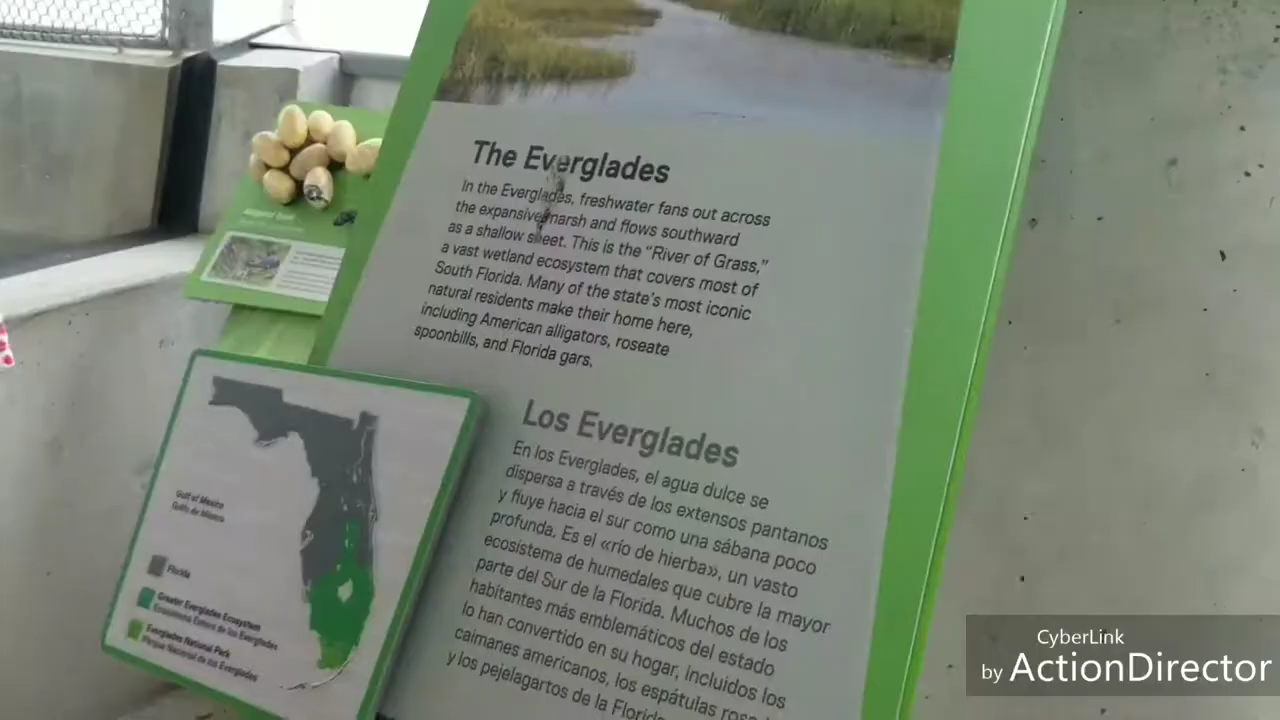 The Everglades
In the Everglades, freshwater fans out across
the expansive marsh and flows southward
as a shallow sheet. This is the “River of Grass,”
a vast wetland ecosystem that covers most of
South Florida. Many of the state’s most iconic
natural residents make their home here,
including American alligators, roseate
spoonbills, and Florida gars.
Los Everglades
En los Everglades, el agua dulce se
dispersa a través de los extensos pantanos
y fluye hacia el sur como una sábana poco
profunda. Es el «río de hierba», un vasto
ecosistema de humedales que cubre la mayor
parte del Sur de la Florida. Muchos de los
habitantes más emblemáticos del estado
lo han convertido en su hogar, incluidos los
caimanes americanos, los espátulas
y los pejelagartos de la Florida
Gulf of Mexico
Golfo de México
Florida
Greater Everglades Ecosystem
Ecosistema Extenso de los Everglades
Everglades National Park
Parque Nacional de los Everglades
CyberLink
by ActionDirector